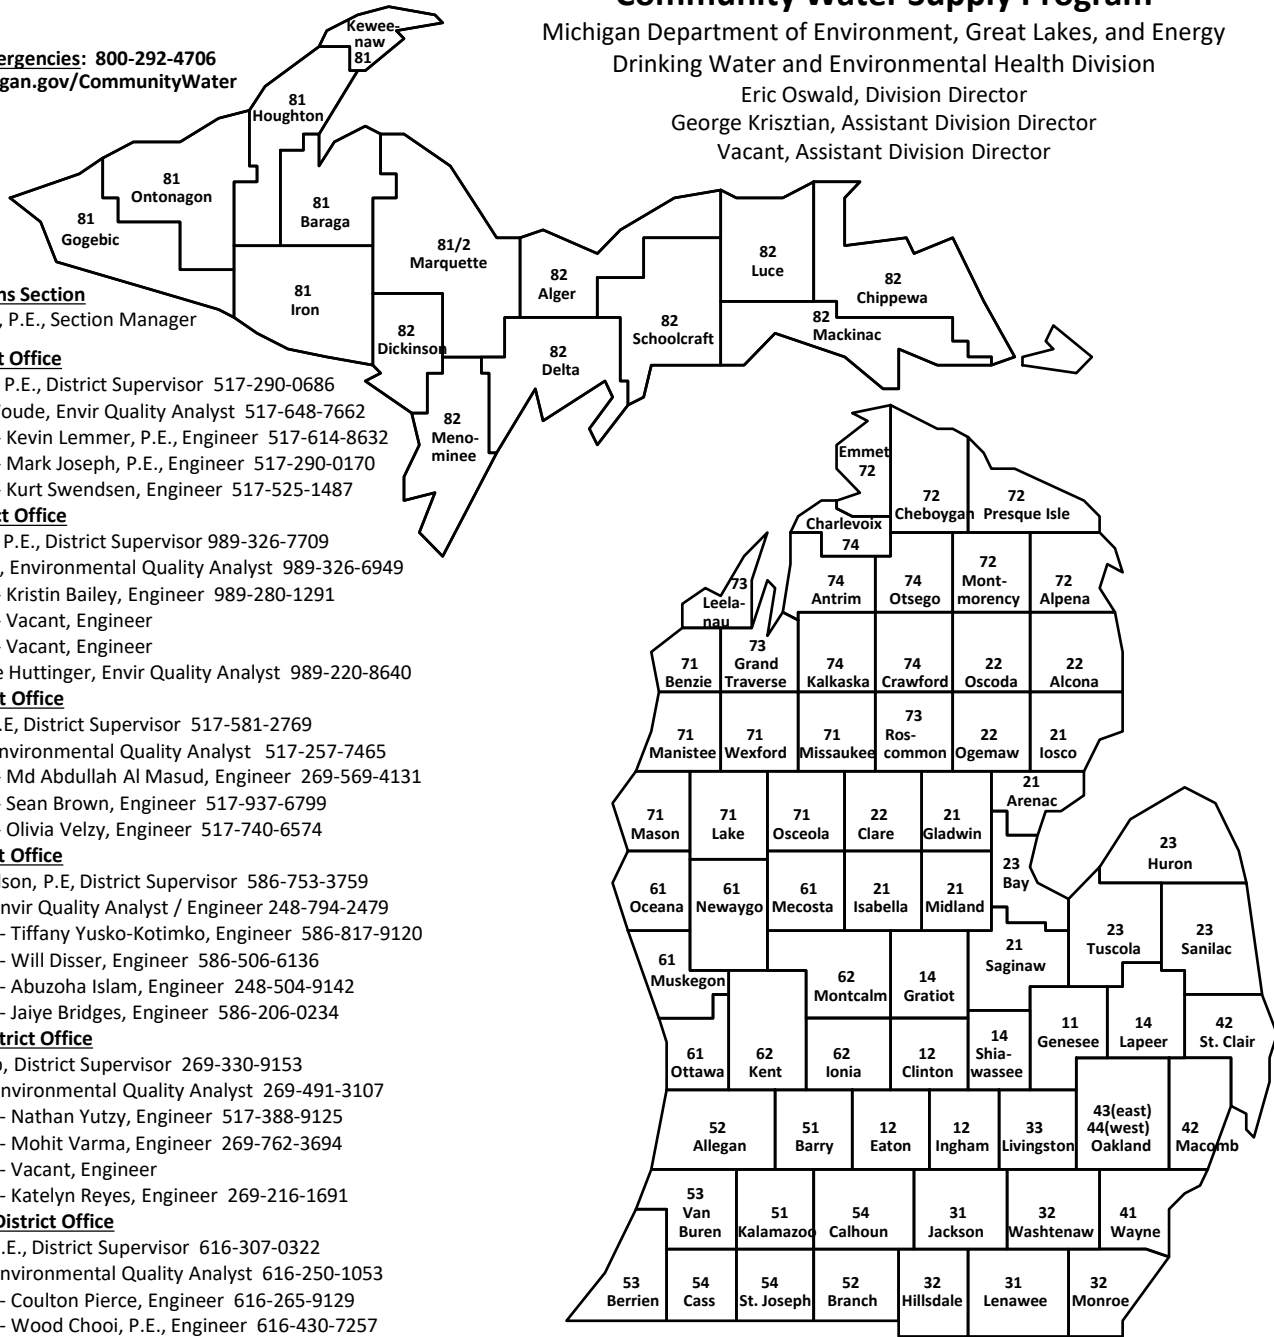 Community Water Supply Program
Michigan Department of Environment, Great Lakes, and Energy
Drinking Water and Environmental Health Division
Eric Oswald, Division Director
George Krisztian, Assistant Division Director
Vacant, Assistant Division Director
ergencies: 800-292-4706
gan.gov/CommunityWater
ns Section
, P.E., Section Manager
t Office
P.E., District Supervisor 517-290-0686
oude, Envir Quality Analyst 517-648-7662
- Kevin Lemmer, P.E., Engineer 517-614-8632
- Mark Joseph, P.E., Engineer 517-290-0170
- Kurt Swendsen, Engineer 517-525-1487
ct Office
P.E., District Supervisor 989-326-7709
, Environmental Quality Analyst 989-326-6949
- Kristin Bailey, Engineer 989-280-1291
- Vacant, Engineer
- Vacant, Engineer
e Huttinger, Envir Quality Analyst 989-220-8640
t Office
.E, District Supervisor 517-581-2769
nvironmental Quality Analyst 517-257-7465
- Md Abdullah Al Masud, Engineer 269-569-4131
- Sean Brown, Engineer 517-937-6799
- Olivia Velzy, Engineer 517-740-6574
t Office
lson, P.E, District Supervisor 586-753-3759
nvir Quality Analyst / Engineer 248-794-2479
- Tiffany Yusko-Kotimko, Engineer 586-817-9120
- Will Disser, Engineer 586-506-6136
- Abuzoha Islam, Engineer 248-504-9142
- Jaiye Bridges, Engineer 586-206-0234
trict Office
, District Supervisor 269-330-9153
nvironmental Quality Analyst 269-491-3107
- Nathan Yutzy, Engineer 517-388-9125
- Mohit Varma, Engineer 269-762-3694
- Vacant, Engineer
- Katelyn Reyes, Engineer 269-216-1691
District Office
.E., District Supervisor 616-307-0322
nvironmental Quality Analyst 616-250-1053
- Coulton Pierce, Engineer 616-265-9129
- Wood Chooi, P.E., Engineer 616-430-7257
Kewee-
naw
81
81
Houghton
81
Ontonagon
81
Gogebic
81
Baraga
81/2
Marquette
81
Iron
82
Dickinson
82
Meno-
minee
82
Alger
82
Delta
82
Schoolcraft
82
Luce
82
Chippewa
82
Mackinac
Emmet
72
72
Cheboygan
72
Presque Isle
Charlevoix
74
73
Leela-
nau
74
Antrim
74
Otsego
72
Mont-
morency
72
Alpena
71
Benzie
73
Grand
Traverse
74
Kalkaska
74
Crawford
22
Oscoda
22
Alcona
71
Manistee
71
Wexford
71
Missaukee
73
Ros-
common
22
Ogemaw
21
Iosco
71
Mason
71
Lake
71
Osceola
22
Clare
21
Gladwin
21
Arenac
23
Huron
61
Oceana
61
Newaygo
61
Mecosta
21
Isabella
21
Midland
23
Bay
23
Tuscola
23
Sanilac
61
Muskegon
62
Montcalm
14
Gratiot
21
Saginaw
61
Ottawa
62
Kent
62
Ionia
12
Clinton
14
Shia-
wassee
11
Genesee
14
Lapeer
42
St. Clair
52
Allegan
51
Barry
12
Eaton
12
Ingham
33
Livingston
43(east)
44(west)
Oakland
42
Macomb
53
Van
Buren
51
Kalamazoo
54
Calhoun
31
Jackson
32
Washtenaw
41
Wayne
53
Berrien
54
Cass
54
St. Joseph
52
Branch
32
Hillsdale
31
Lenawee
32
Monroe